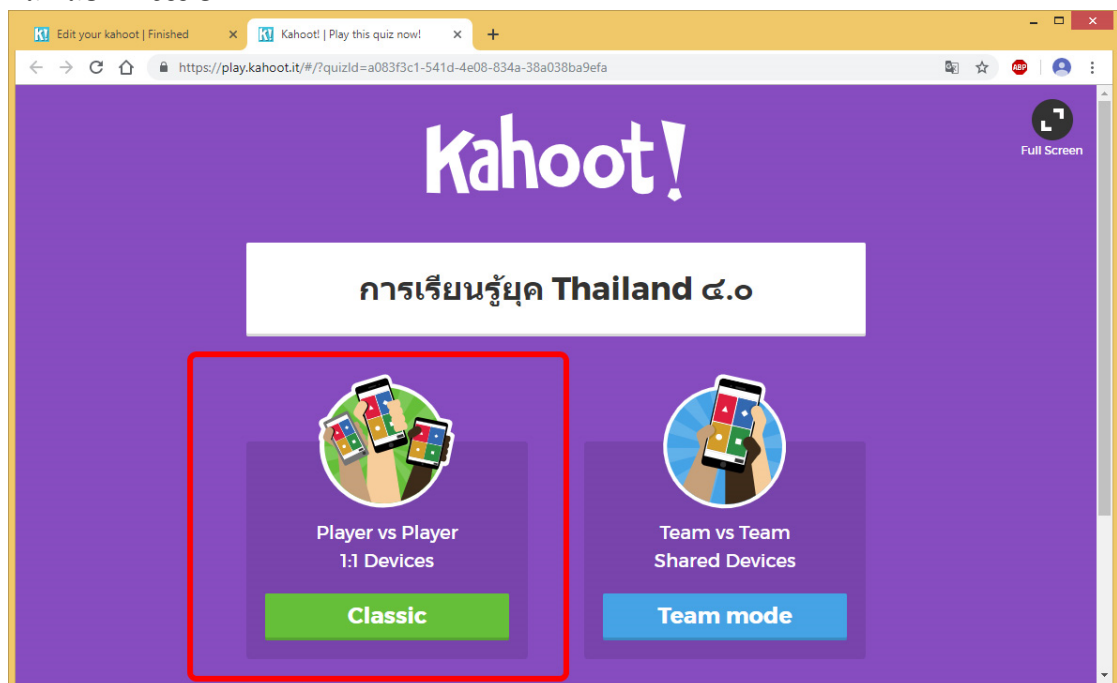 Edit your kahoot | Finished
Kahoot! | Play this quiz now!
https://play.kahoot.it/#/?quizId=a083f3c1-541d-4e08-834a-38a038ba9efa
ABP
Kahoot!
Full Screen
การเรียนรู้ยุค Thailand ๔.๐
Player vs Player
1:1 Devices
Classic
Team vs Team
Shared Devices
Team mode